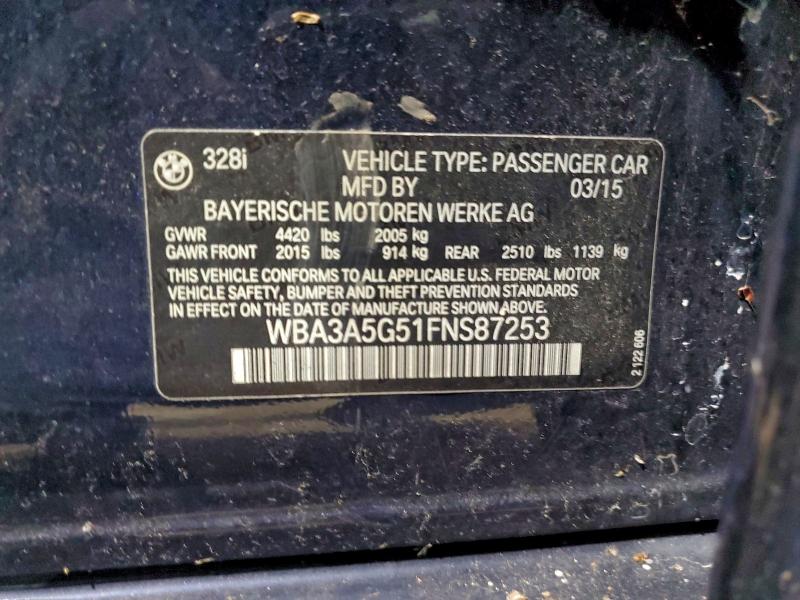 328i VEHICLE TYPE: PASSENGER CAR
MFD BY 03/15
BAYERISCHE MOTOREN WERKE AG
GVWR 4420 lbs 2005 kg
GAWR FRONT 2015 lbs 914 kg REAR 2510 lbs 1139 kg
THIS VEHICLE CONFORMS TO ALL APPLICABLE U.S. FEDERAL MOTOR
VEHICLE SAFETY, BUMPER AND THEFT PREVENTION STANDARDS
IN EFFECT ON THE DATE OF MANUFACTURE SHOWN ABOVE.
WBA3A5G51FNS87253
2 122 606